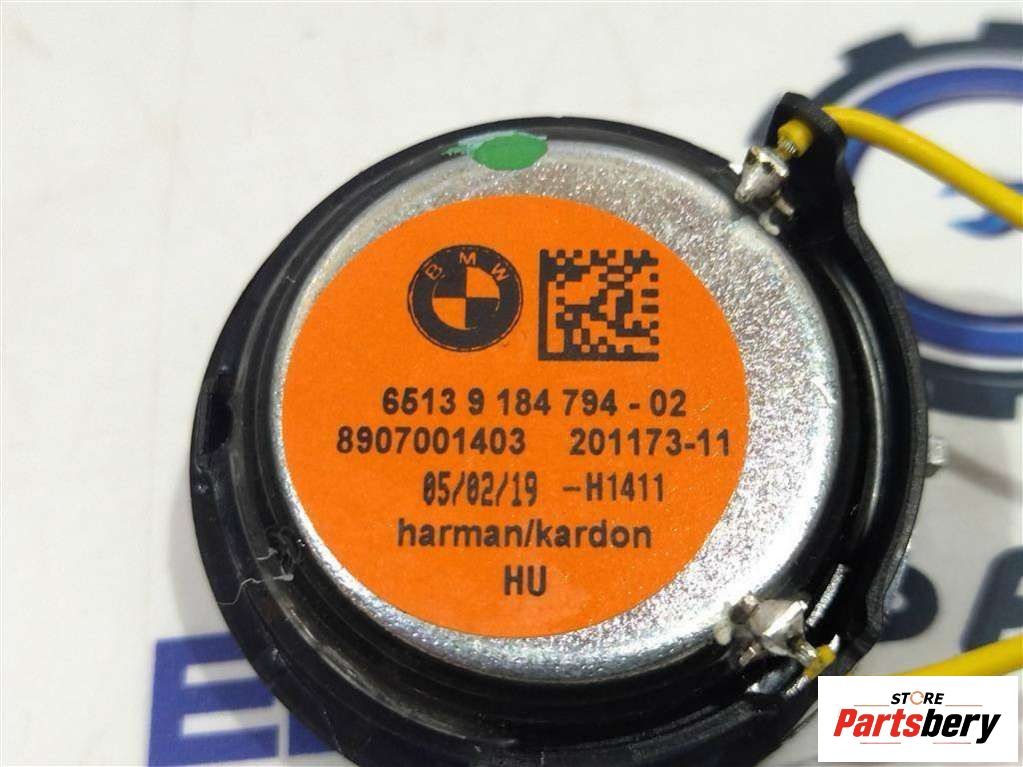 BMW
6513 9 184 794 - 02
8907001403 201173-11
05/02/19 -H1411
harman/kardon
HU
STORE
Partsbery